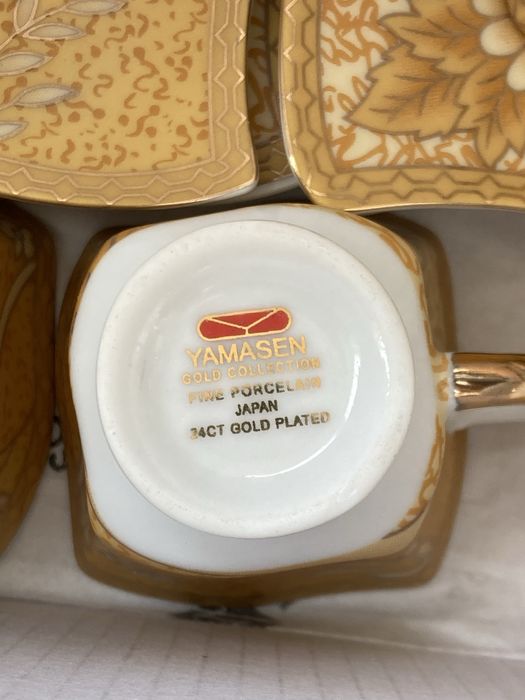 YAMASEN
GOLD COLLECTION
FINE PORCELAIN
JAPAN
24CT GOLD PLATED